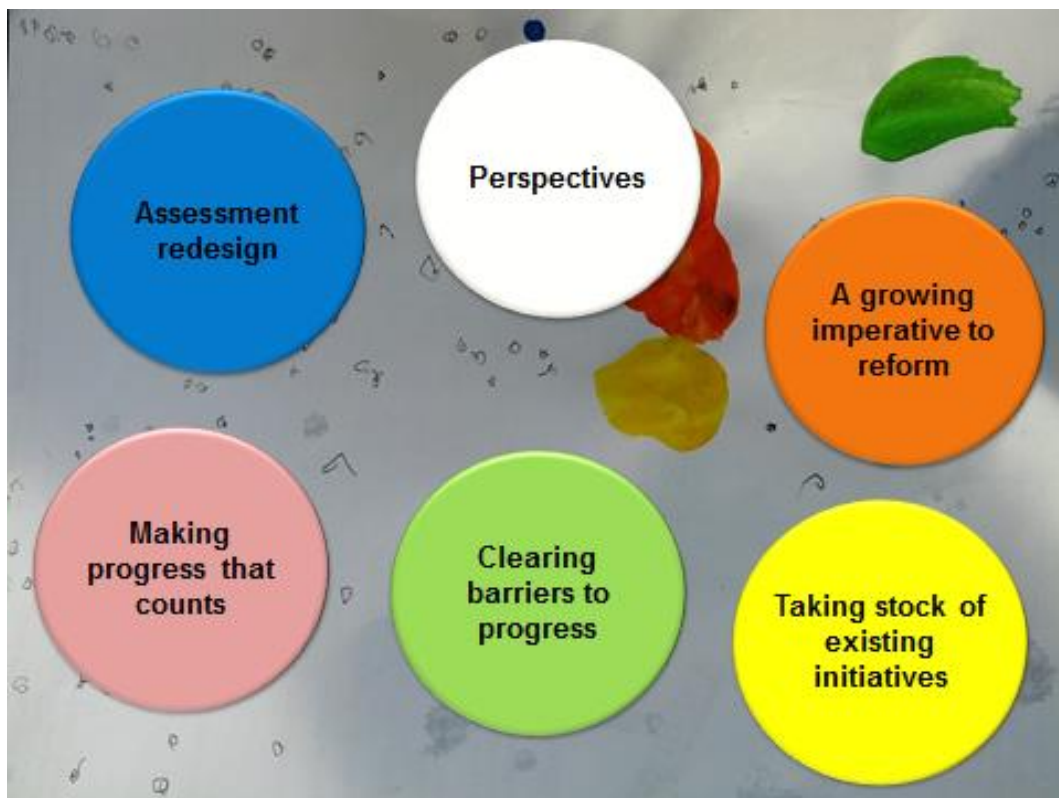 Assessment
redesign
Perspectives
A growing
imperative to
reform
Making
progress that
counts
Clearing
barriers to
progress
Taking stock of
existing
initiatives